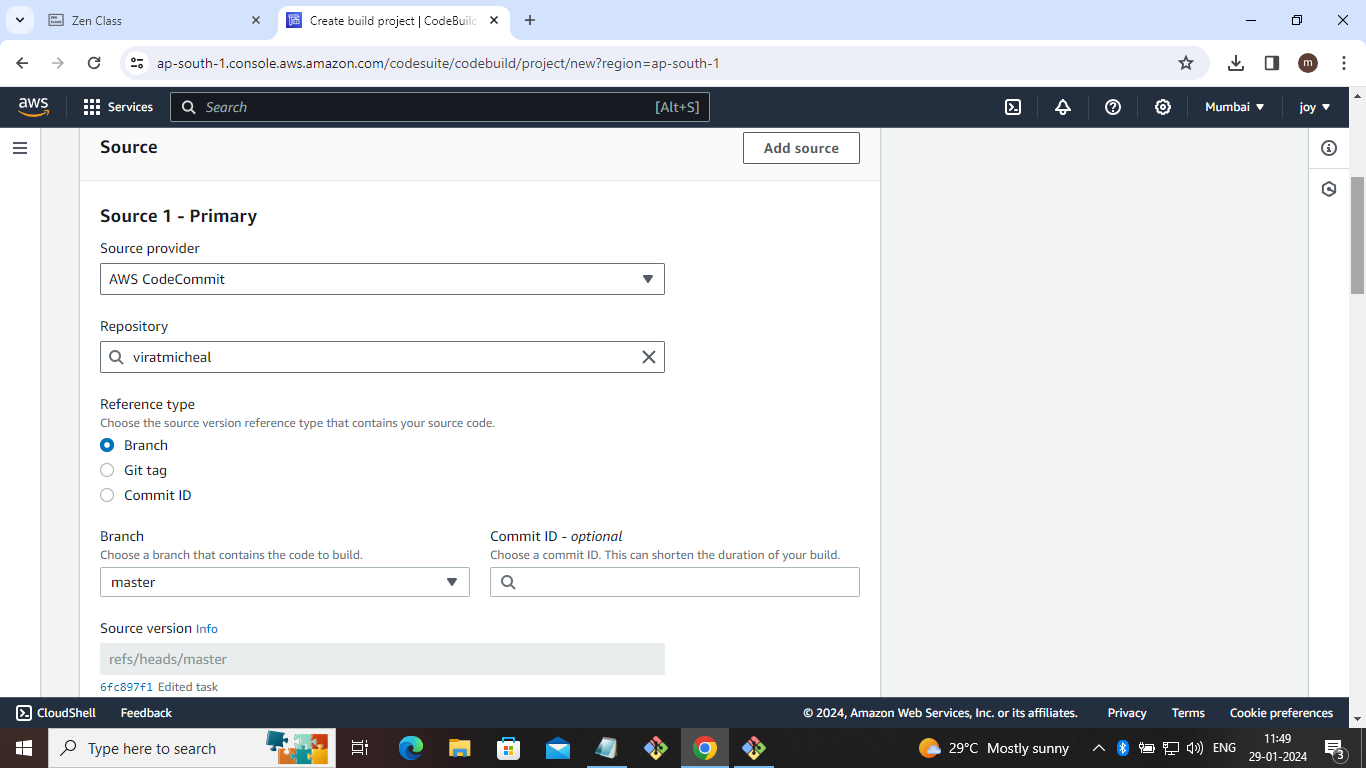 Zen Class
Create build project | CodeBuild
ap-south-1.console.aws.amazon.com/codesuite/codebuild/project/new?region=ap-south-1
m
aws
Services
Search
[Alt+S]
Mumbai
joy
Source
Add source
Source 1 - Primary
Source provider
AWS CodeCommit
Repository
viratmicheal
Reference type
Choose the source version reference type that contains your source code.
Branch
Git tag
Commit ID
Branch
Choose a branch that contains the code to build.
master
Commit ID - optional
Choose a commit ID. This can shorten the duration of your build.
Source version Info
refs/heads/master
6fc897f1 Edited task
CloudShell
Feedback
© 2024, Amazon Web Services, Inc. or its affiliates.
Privacy
Terms
Cookie preferences
Type here to search
29°C Mostly sunny
ENG
11:49
29-01-2024
3